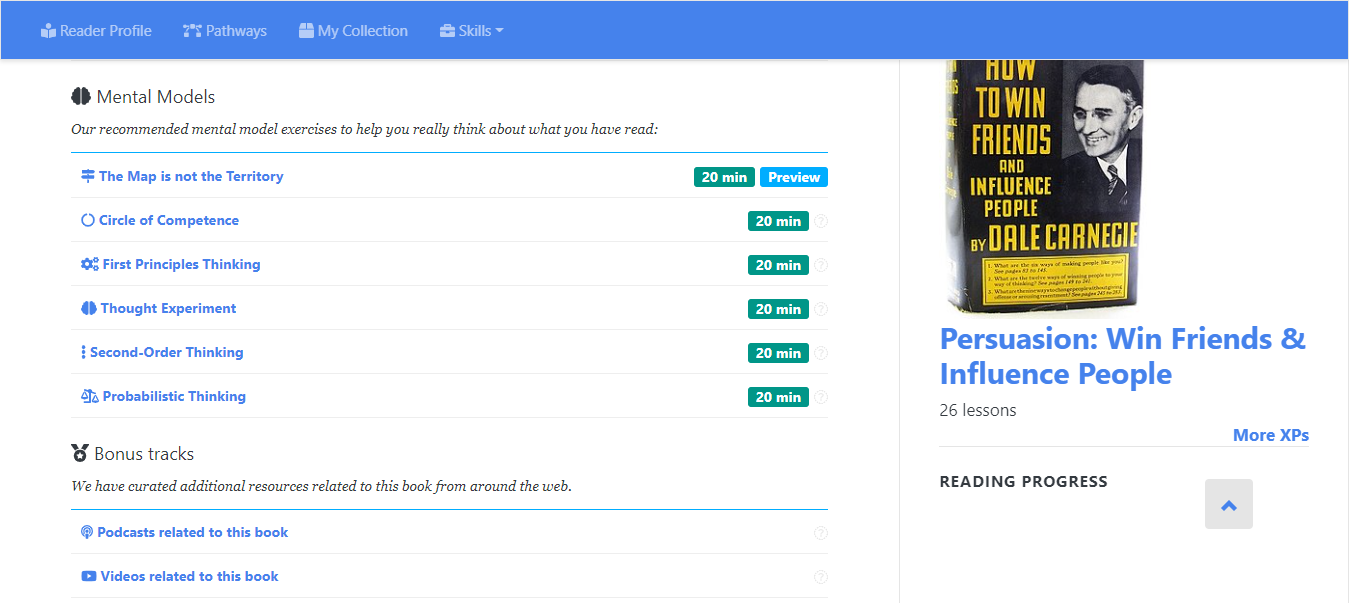 Reader Profile
Pathways
My Collection
Skills
Mental Models
Our recommended mental model exercises to help you really think about what you have read:
The Map is not the Territory 20 min Preview
Circle of Competence 20 min
First Principles Thinking 20 min
Thought Experiment 20 min
Second-Order Thinking 20 min
Probabilistic Thinking 20 min
Bonus tracks
We have curated additional resources related to this book from around the web.
Podcasts related to this book
Videos related to this book
HOW
TO WIN
FRIENDS
AND
INFLUENCE
PEOPLE
BY DALE CARNEGIE
1. What are the six ways of making people like you?
See pages 83 to 145.
2. What are the twelve ways of winning people to your
way of thinking? See pages 149 to
3. What are the nine ways to change people without giving
offense or arousing resentment? See pages
Persuasion: Win Friends &
Influence People
26 lessons
More XPs
READING PROGRESS